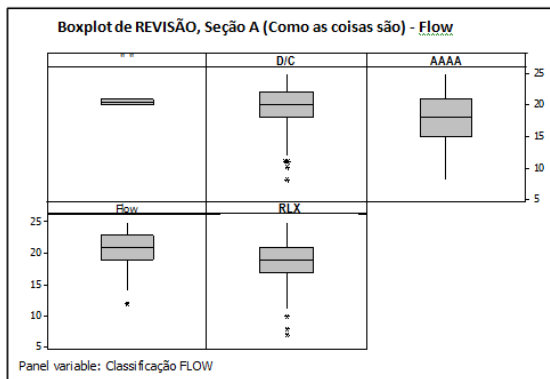 Boxplot de REVISÃO, Seção A (Como as coisas são) - Flow
" "
D/C
AAAA
25
20
15
10
5
Flow
RLX
25
20
15
10
5
Panel variable: Classificação FLOW